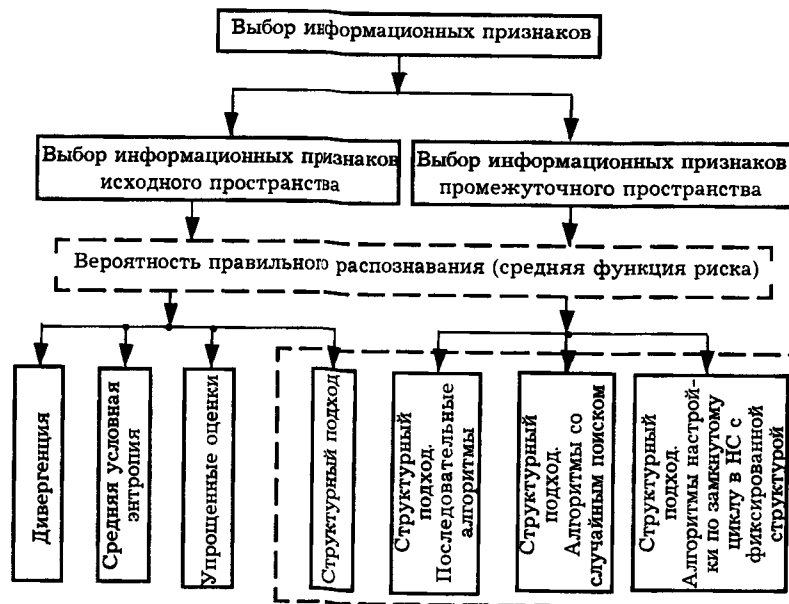 Выбор информационных признаков
Выбор информационных признаков
исходного пространства
Выбор информационных признаков
промежуточного пространства
Вероятность правильного распознавания (средняя функция риска)
Дивергенция
Средняя условная
энтропия
Упрощенные оценки
Структурный подход
Структурный
подход.
Последовательные
алгоритмы
Структурный
подход.
Алгоритмы со
случайным поиском
Структурный
подход.
Алгоритмы настрой-
ки по замкнутому
циклу в НС с
фиксированной
структурой